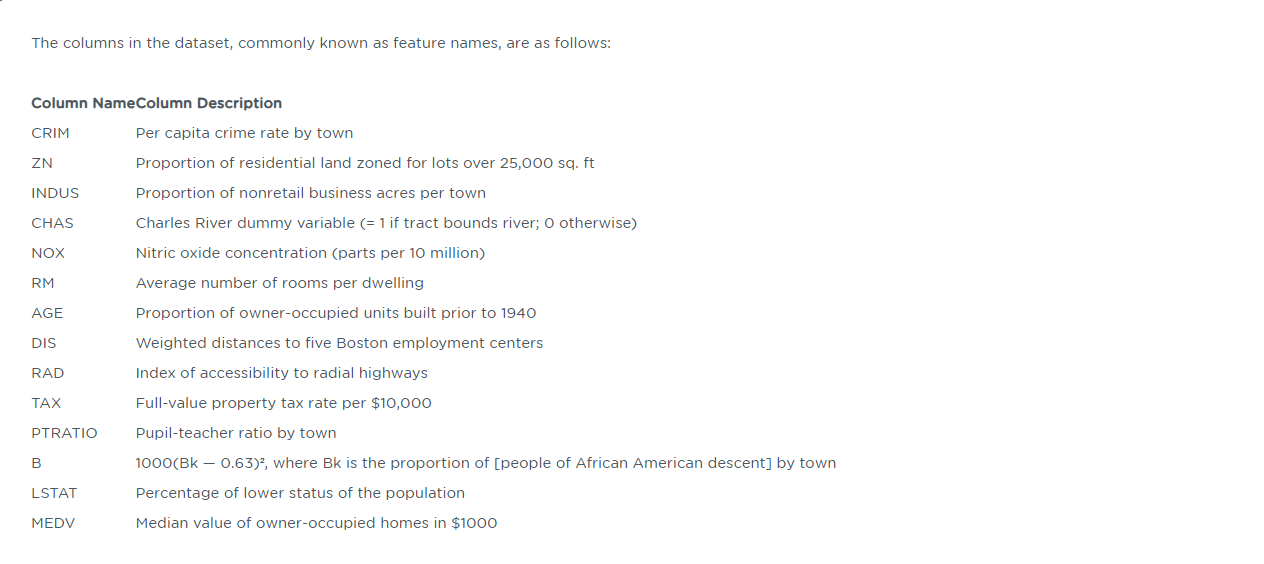 The columns in the dataset, commonly known as feature names, are as follows:
Column NameColumn Description
CRIM Per capita crime rate by town
ZN Proportion of residential land zoned for lots over 25,000 sq. ft
INDUS Proportion of nonretail business acres per town
CHAS Charles River dummy variable (= 1 if tract bounds river; 0 otherwise)
NOX Nitric oxide concentration (parts per 10 million)
RM Average number of rooms per dwelling
AGE Proportion of owner-occupied units built prior to 1940
DIS Weighted distances to five Boston employment centers
RAD Index of accessibility to radial highways
TAX Full-value property tax rate per $10,000
PTRATIO Pupil-teacher ratio by town
B 1000(Bk — 0.63)², where Bk is the proportion of [people of African American descent] by town
LSTAT Percentage of lower status of the population
MEDV Median value of owner-occupied homes in $1000